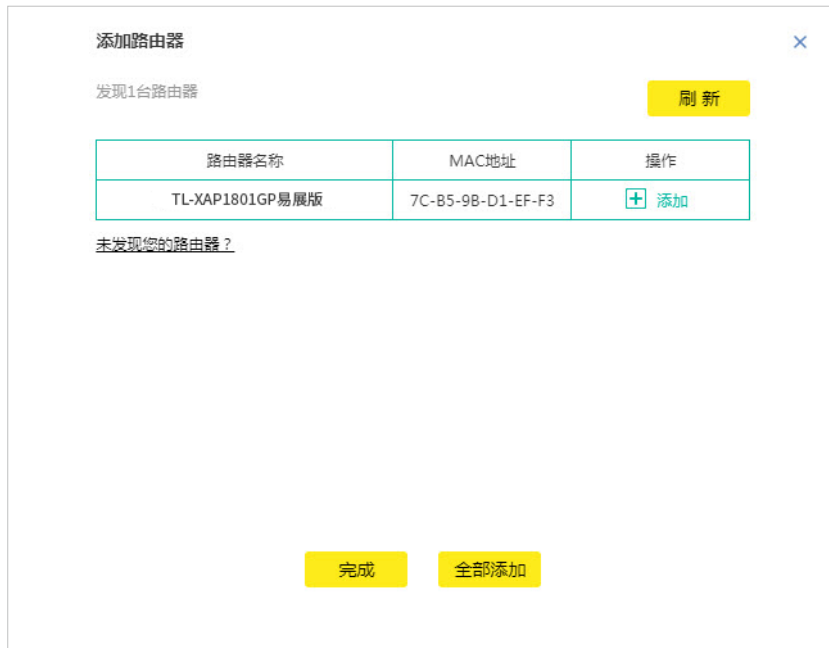 添加路由器
×
发现1台路由器
刷 新
路由器名称 MAC地址 操作
TL-XAP1801GP易展版 7C-B5-9B-D1-EF-F3 添加
未发现您的路由器？
完成 全部添加